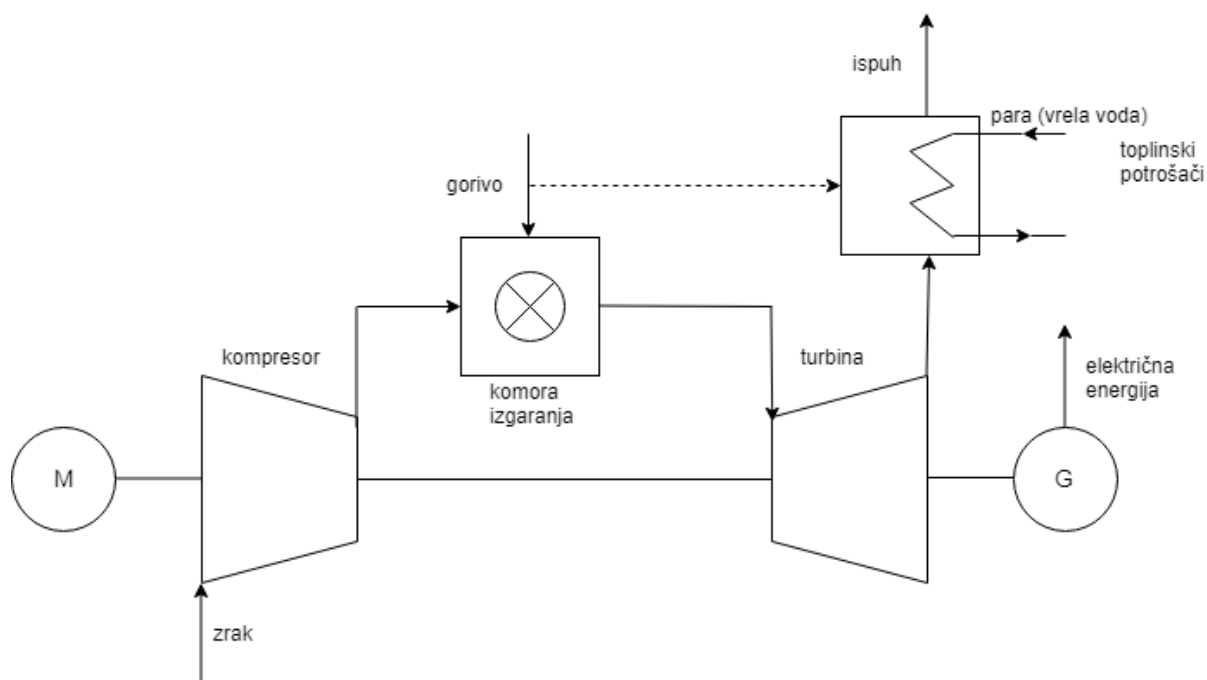 ispuh
para (vrela voda)
toplinski
potrošači
gorivo
kompresor
turbina
komora
izgaranja
električna
energija
M
G
zrak